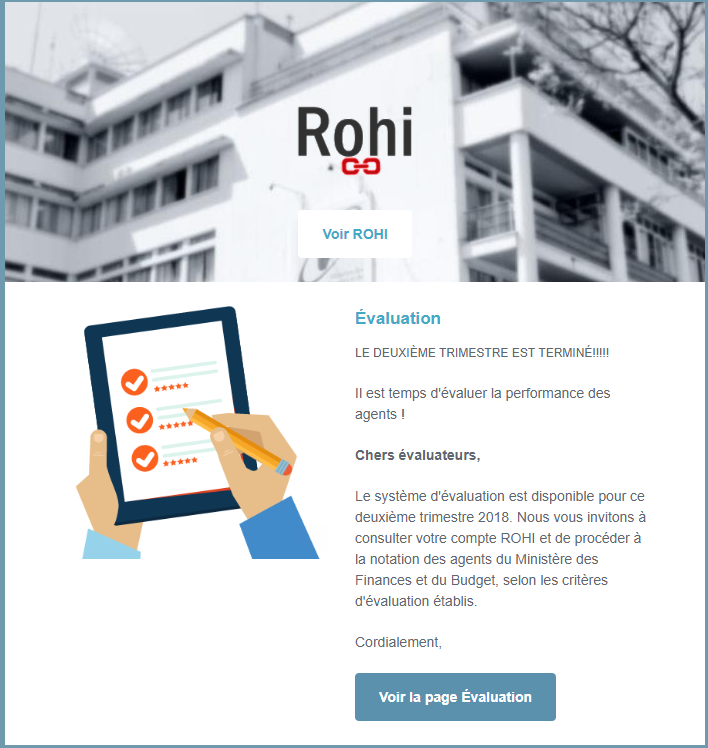 Rohi
Voir ROHI
Évaluation
LE DEUXIÈME TRIMESTRE EST TERMINÉ!!!!!
Il est temps d'évaluer la performance des
agents !
Chers évaluateurs,
Le système d'évaluation est disponible pour ce
deuxième trimestre 2018. Nous vous invitons à
consulter votre compte ROHI et de procéder à
la notation des agents du Ministère des
Finances et du Budget, selon les critères
d'évaluation établis.
Cordialement,
Voir la page Évaluation